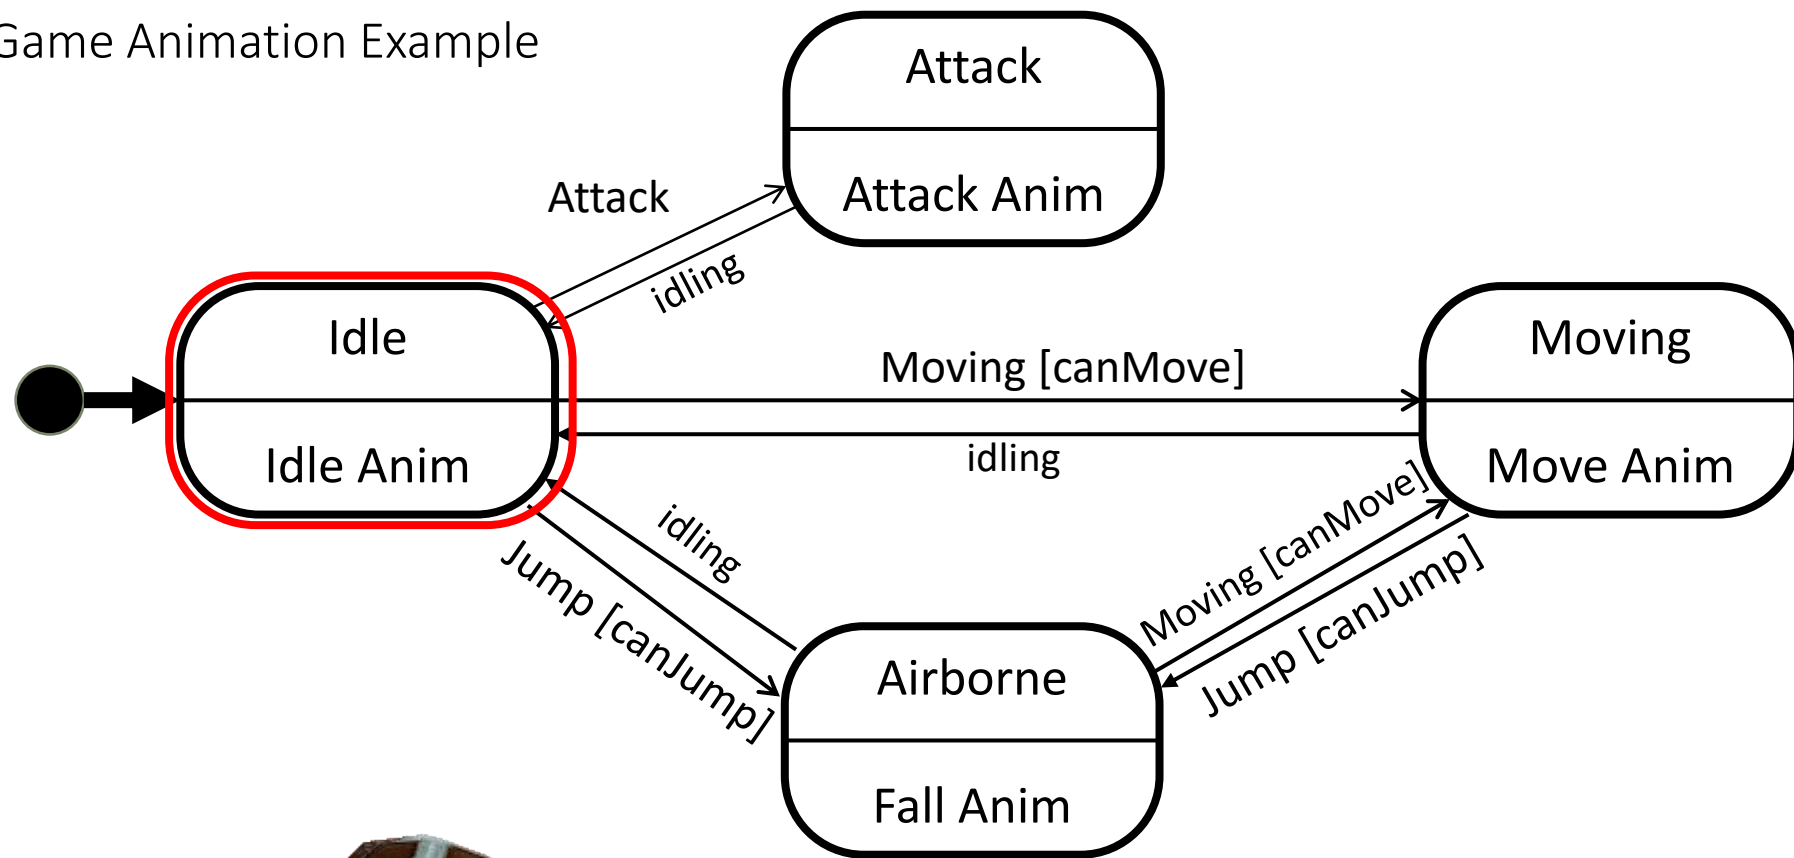 Game Animation Example
Attack
Attack Anim
Attack
idling
Idle
Idle Anim
Moving [canMove]
idling
Moving
Move Anim
idling
Jump [canJump]
Moving [canMove]
Jump [canJump]
Airborne
Fall Anim